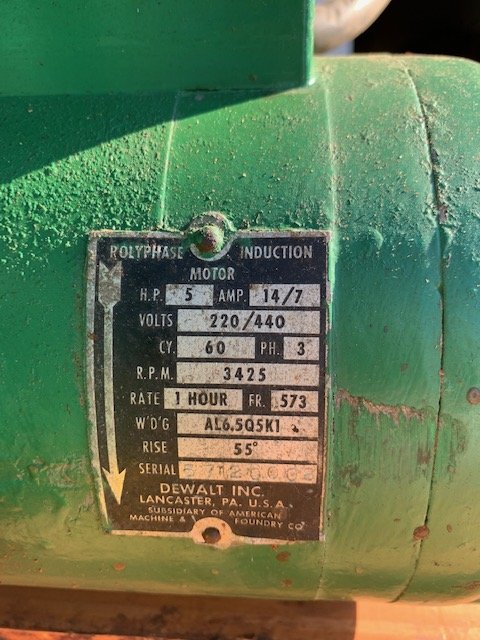 POLYPHASE INDUCTION
MOTOR
H.P. 5 AMP. 14/7
VOLTS 220/440
CY. 60 PH. 3
R.P.M. 3425
RATE 1 HOUR FR. 573
W'D'G AL6.5Q5K1
RISE 55°
SERIAL
DEWALT INC.
LANCASTER, PA. U.S.A.
SUBSIDIARY OF AMERICAN
MACHINE & FOUNDRY CO.